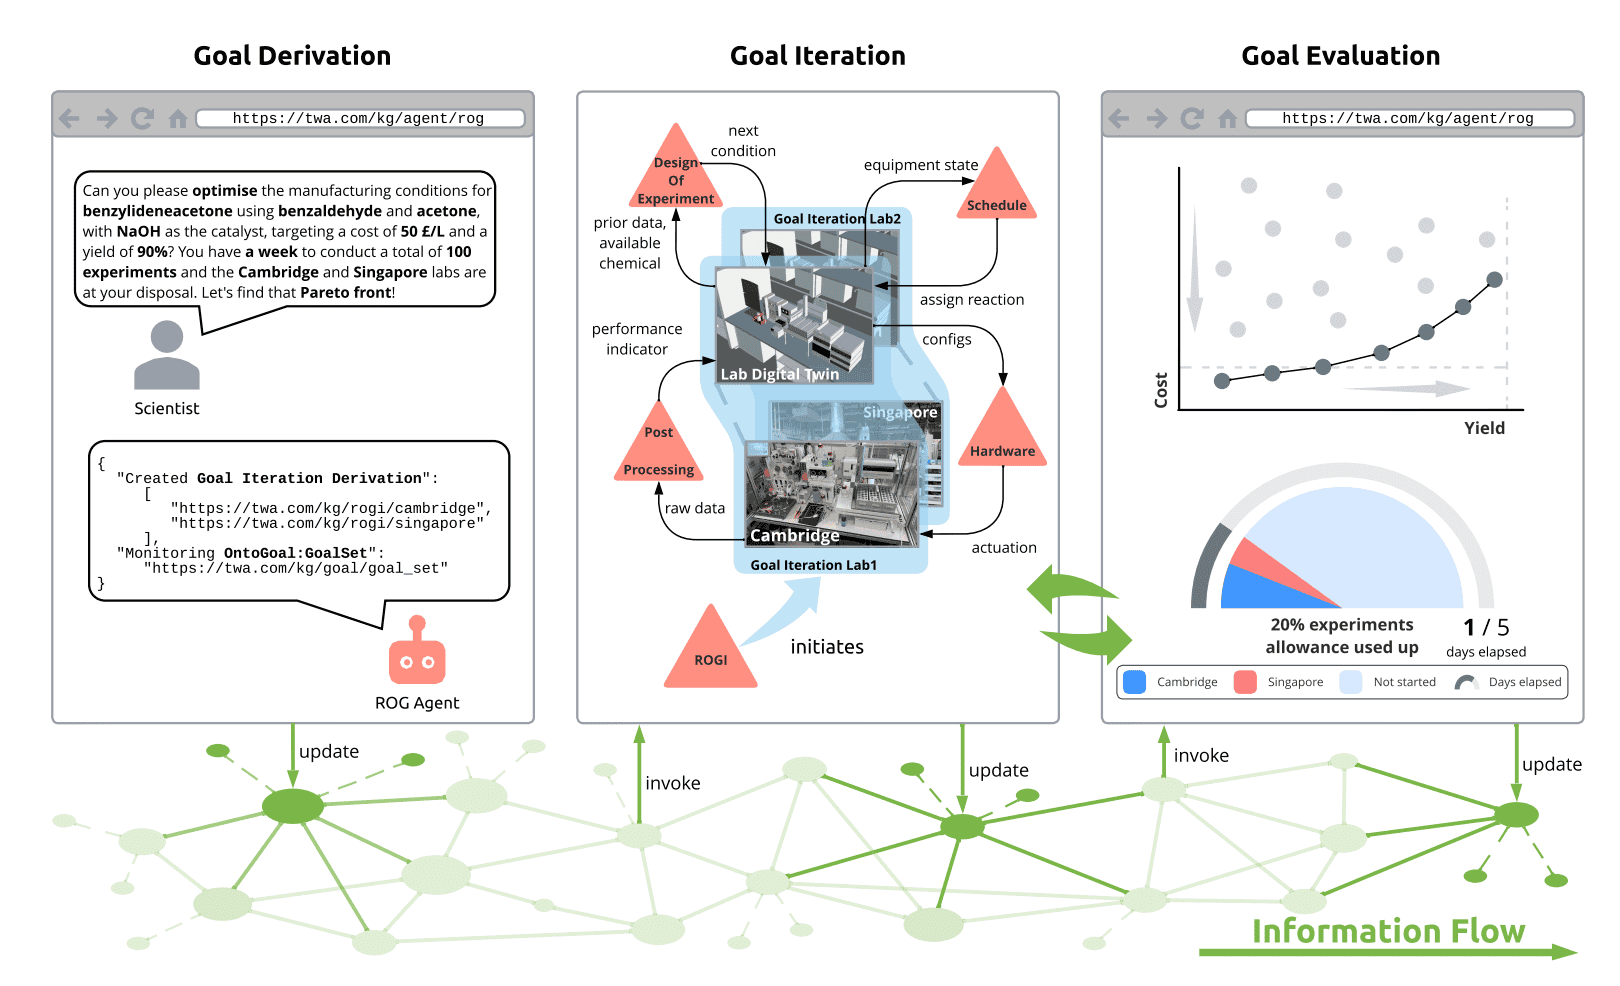 Goal Derivation
https://twa.com/kg/agent/rog
Can you please optimise the manufacturing conditions for
benzylideneacetone using benzaldehyde and acetone,
with NaOH as the catalyst, targeting a cost of 50 £/L and a
yield of 90%? You have a week to conduct a total of 100
experiments and the Cambridge and Singapore labs are
at your disposal. Let's find that Pareto front!
Scientist
{
"Created Goal Iteration Derivation":
[
"https://twa.com/kg/rogi/cambridge",
"https://twa.com/kg/rogi/singapore"
],
"Monitoring OntoGoal:GoalSet":
"https://twa.com/kg/goal/goal_set"
}
ROG Agent
Goal Iteration
next
condition
Design
Of
Experiment
equipment state
Schedule
prior data,
available
chemical
Goal Iteration Lab2
assign reaction
performance
indicator
configs
Lab Digital Twin
Singapore
Post
Processing
Hardware
raw data
Cambridge
actuation
Goal Iteration Lab1
ROGI
initiates
Goal Evaluation
https://twa.com/kg/agent/rog
Cost
Yield
20% experiments
allowance used up
1 / 5
days elapsed
Cambridge
Singapore
Not started
Days elapsed
update
invoke
update
invoke
update
Information Flow